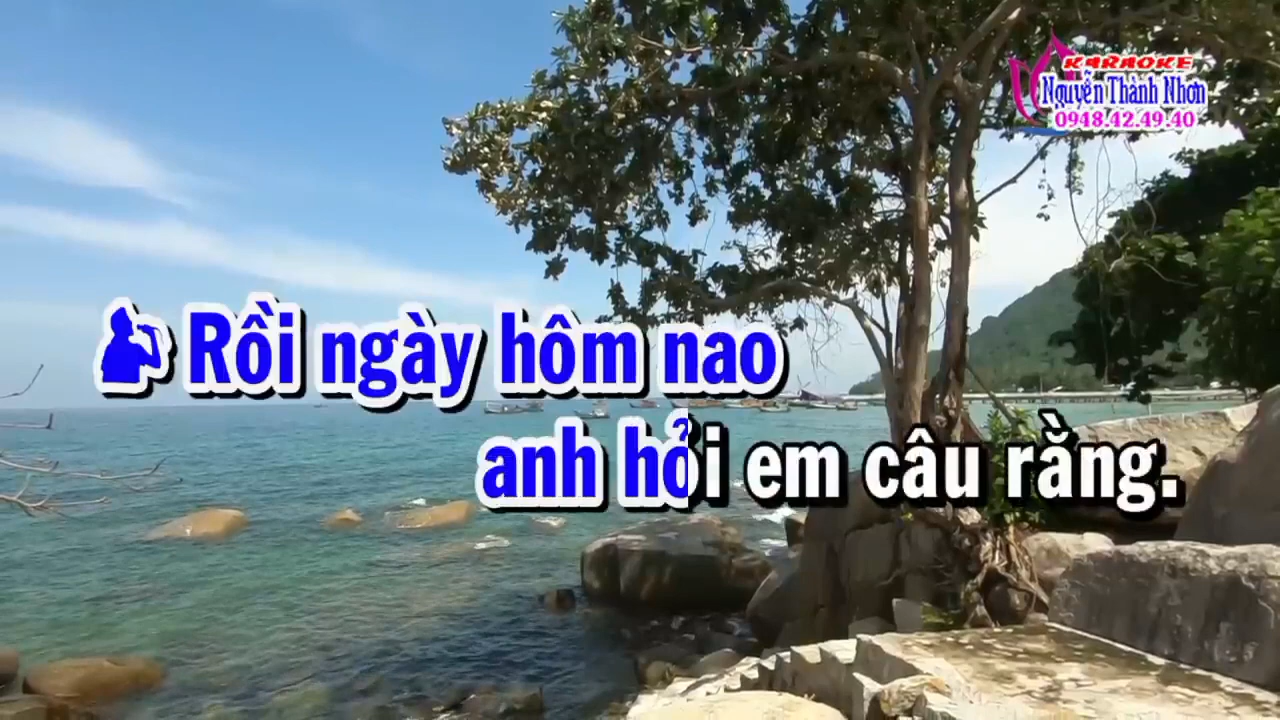 KARAOKE
Nguyễn Thành Nhơn
0948.42.49.40
Rồi ngày hôm nao
anh hỏi em câu rằng.